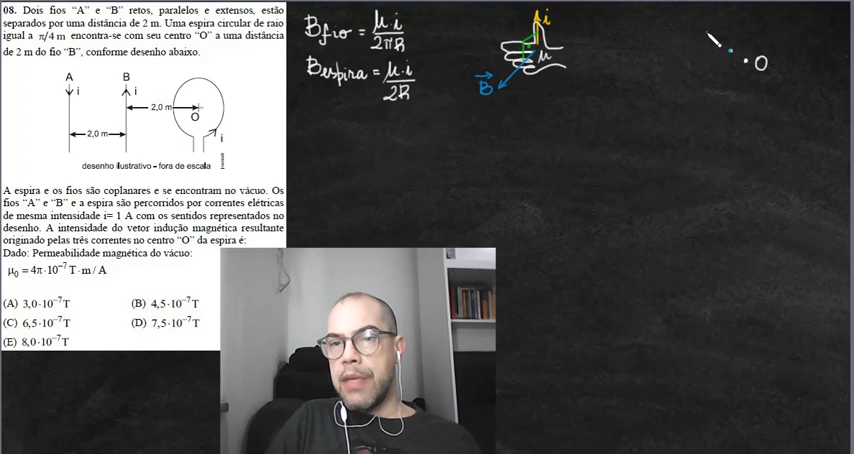 08. Dois fios “A” e “B” retos, paralelos e extensos, estão
separados por uma distância de 2 m. Uma espira circular de raio
igual a π/4 m encontra-se com seu centro “O” a uma distância
de 2 m do fio “B”, conforme desenho abaixo.
A B
i i
2,0 m
O
2,0 m
i
desenho ilustrativo – fora de escala
A espira e os fios são coplanares e se encontram no vácuo. Os
fios “A” e “B” e a espira são percorridos por correntes elétricas
de mesma intensidade i= 1 A com os sentidos representados no
desenho. A intensidade do vetor indução magnética resultante
originado pelas três correntes no centro “O” da espira é:
Dado: Permeabilidade magnética do vácuo:
μ₀ = 4π·10⁻⁷ T·m/A
(A) 3,0·10⁻⁷T (B) 4,5·10⁻⁷T
(C) 6,5·10⁻⁷T (D) 7,5·10⁻⁷T
(E) 8,0·10⁻⁷T
Bfio = μ·i/2πR
Bespira = μ·i/2R
i
μ
B
O